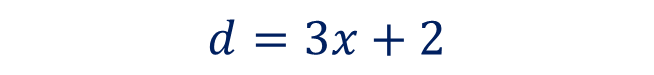 d = 3x + 2